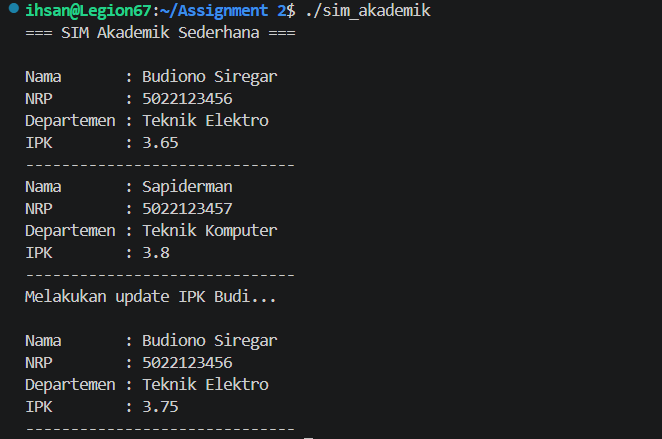 ihsan@Legion67:~/Assignment 2$ ./sim_akademik
=== SIM Akademik Sederhana ===
Nama       : Budiono Siregar
NRP        : 5022123456
Departemen : Teknik Elektro
IPK        : 3.65
------------------------------
Nama       : Sapiderman
NRP        : 5022123457
Departemen : Teknik Komputer
IPK        : 3.8
------------------------------
Melakukan update IPK Budi...
Nama       : Budiono Siregar
NRP        : 5022123456
Departemen : Teknik Elektro
IPK        : 3.75
------------------------------